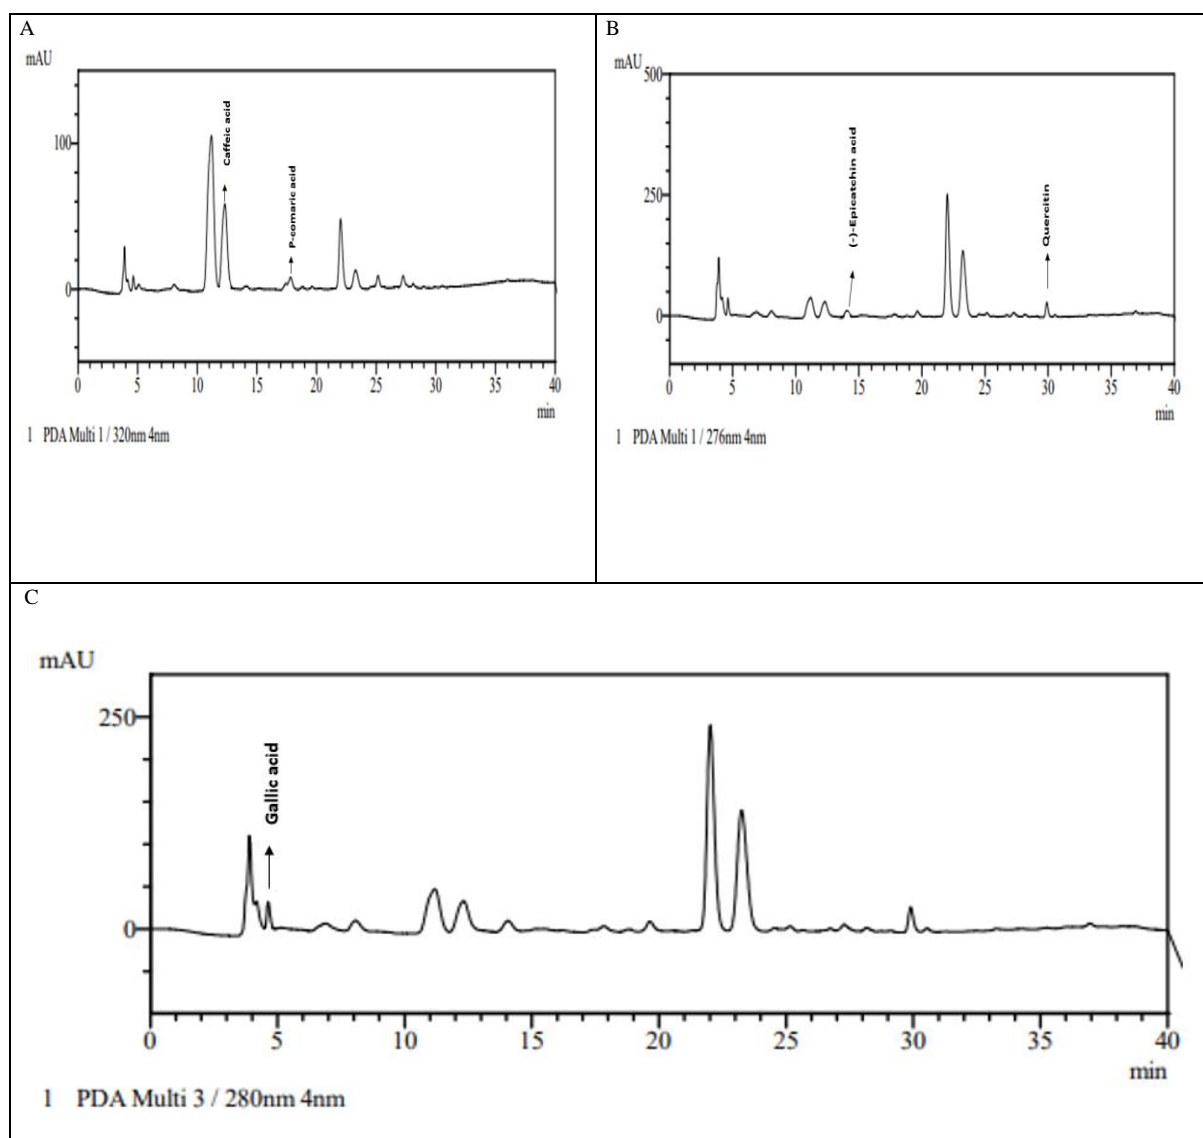 A
mAU
100
0
Caffeic acid
P-comaric acid
0 5 10 15 20 25 30 35 40
min
1 PDA Multi 1 / 320nm 4nm
B
mAU
500
250
0
(-)-Epicatchin acid
Quercitin
0 5 10 15 20 25 30 35 40
min
1 PDA Multi 1 / 276nm 4nm
C
mAU
250
0
Gallic acid
0 5 10 15 20 25 30 35 40
min
1 PDA Multi 3 / 280nm 4nm